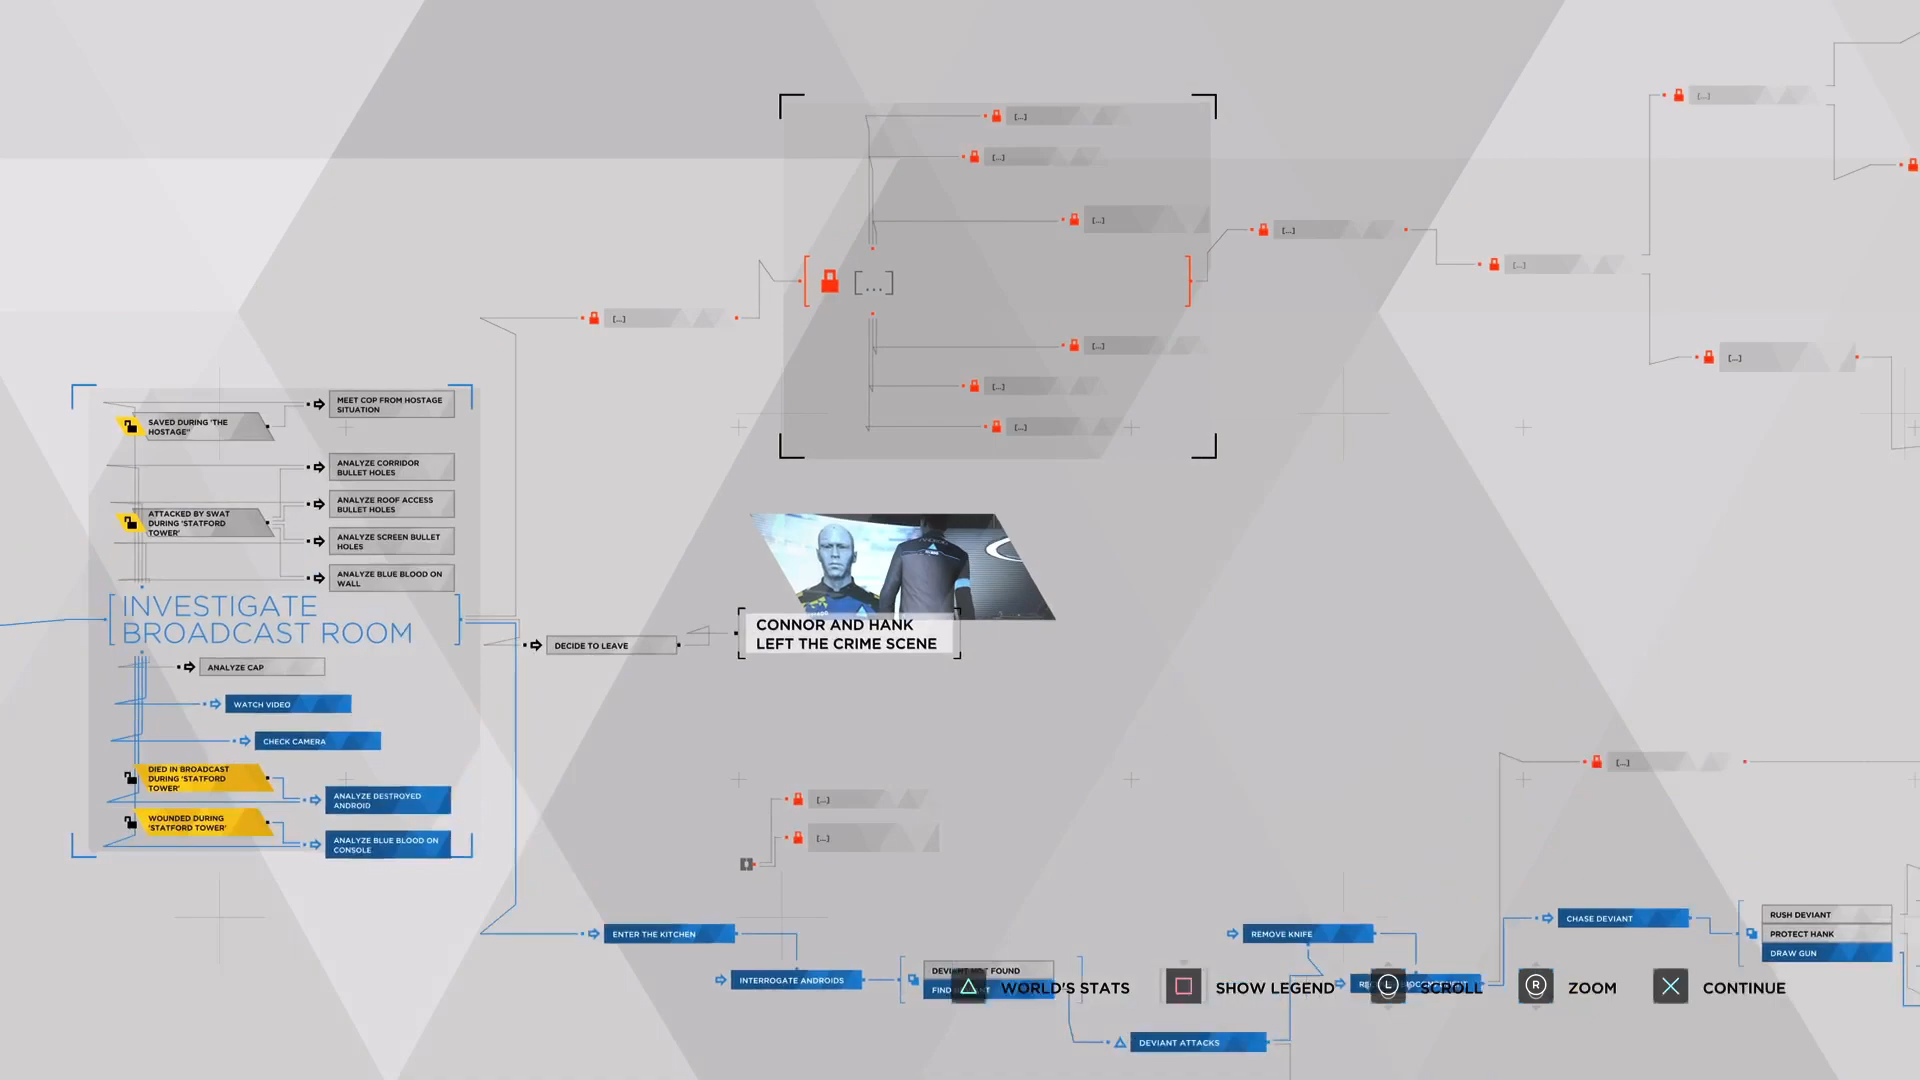 [...]
[...]
[...]
[...]
[...]
[...]
[...]
[...]
[...]
[...]
[...]
[...]
MEET COP FROM HOSTAGE
SITUATION
SAVED DURING 'THE
HOSTAGE"
ANALYZE CORRIDOR
BULLET HOLES
ANALYZE ROOF ACCESS
BULLET HOLES
ATTACKED BY SWAT
DURING 'STATFORD
TOWER'
ANALYZE SCREEN BULLET
HOLES
ANALYZE BLUE BLOOD ON
WALL
INVESTIGATE
BROADCAST ROOM
DECIDE TO LEAVE
CONNOR AND HANK
LEFT THE CRIME SCENE
ANALYZE CAP
WATCH VIDEO
CHECK CAMERA
DIED IN BROADCAST
DURING 'STATFORD
TOWER'
ANALYZE DESTROYED
ANDROID
WOUNDED DURING
'STATFORD TOWER'
ANALYZE BLUE BLOOD ON
CONSOLE
[...]
[...]
[...]
ENTER THE KITCHEN
INTERROGATE ANDROIDS
FOUND
REMOVE KNIFE
DEVIANT ATTACKS
CHASE DEVIANT
RUSH DEVIANT
PROTECT HANK
DRAW GUN
WORLD'S STATS
SHOW LEGEND
L SCROLL
R ZOOM
CONTINUE